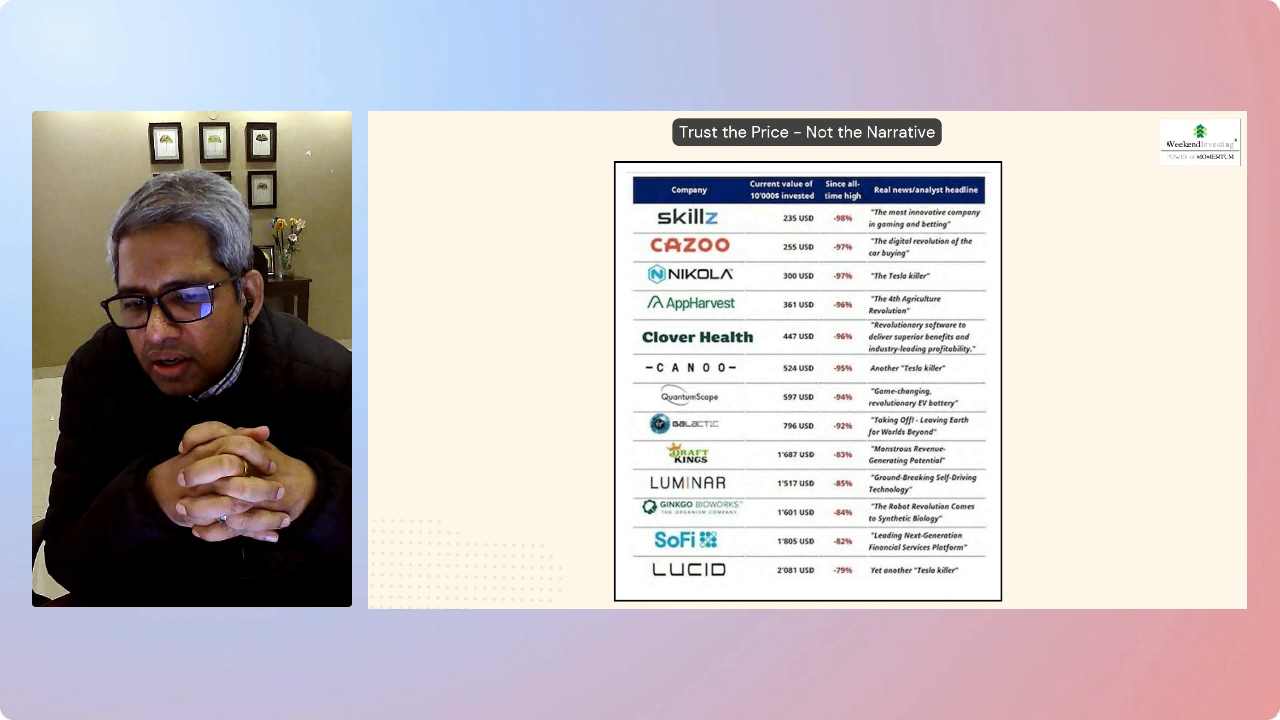 Trust the Price – Not the Narrative
WeekendInvesting
POWER of MOMENTUM
Company
Current value of
10'000$ invested
Since all-
time high
Real news/analyst headline
skillz
235 USD
-98%
"The most innovative company
in gaming and betting"
CAZOO
255 USD
-97%
"The digital revolution of the
car buying"
NIKOLA
300 USD
-97%
"The Tesla killer"
AppHarvest
361 USD
-96%
"The 4th Agriculture
Revolution"
Clover Health
447 USD
-96%
"Revolutionary software to
deliver superior benefits and
industry-leading profitability."
CANOO
524 USD
-95%
Another "Tesla killer"
QuantumScape
597 USD
-94%
"Game-changing,
revolutionary EV battery"
GALACTIC
796 USD
-92%
"Taking Off! - Leaving Earth
for Worlds Beyond"
DRAFT
KINGS
1'687 USD
-83%
"Monstrous Revenue-
Generating Potential"
LUMINAR
1'517 USD
-85%
"Ground-Breaking Self-Driving
Technology"
GINKGO BIOWORKS™
THE ORGANISM COMPANY
1'601 USD
-84%
"The Robot Revolution Comes
to Synthetic Biology"
SoFi
1'805 USD
-82%
"Leading Next-Generation
Financial Services Platform"
LUCID
2'081 USD
-79%
Yet another "Tesla killer"